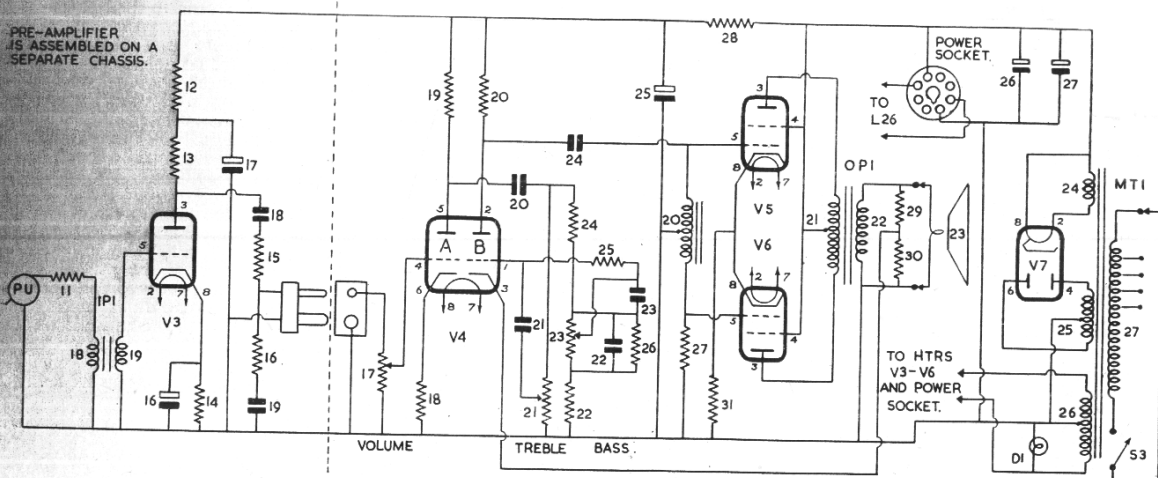 PRE-AMPLIFIER
IS ASSEMBLED ON A
SEPARATE CHASSIS.
12
13
17
3
18
5
15
PU
11
IP1
2
7
8
V3
18
19
16
16
14
19
19
20
24
20
5
2
A
B
4
1
6
8
7
3
V4
17
18
VOLUME
21
21
TREBLE
24
25
23
23
22
26
22
BASS
28
25
20
27
31
3
5
4
8
2
7
V5
V6
2
7
8
5
4
3
21
OP1
22
29
30
23
POWER
SOCKET.
TO
L26
26
27
24
MT1
8
2
V7
6
4
25
27
TO HTRS
V3-V6
AND POWER
SOCKET.
26
D1
S3